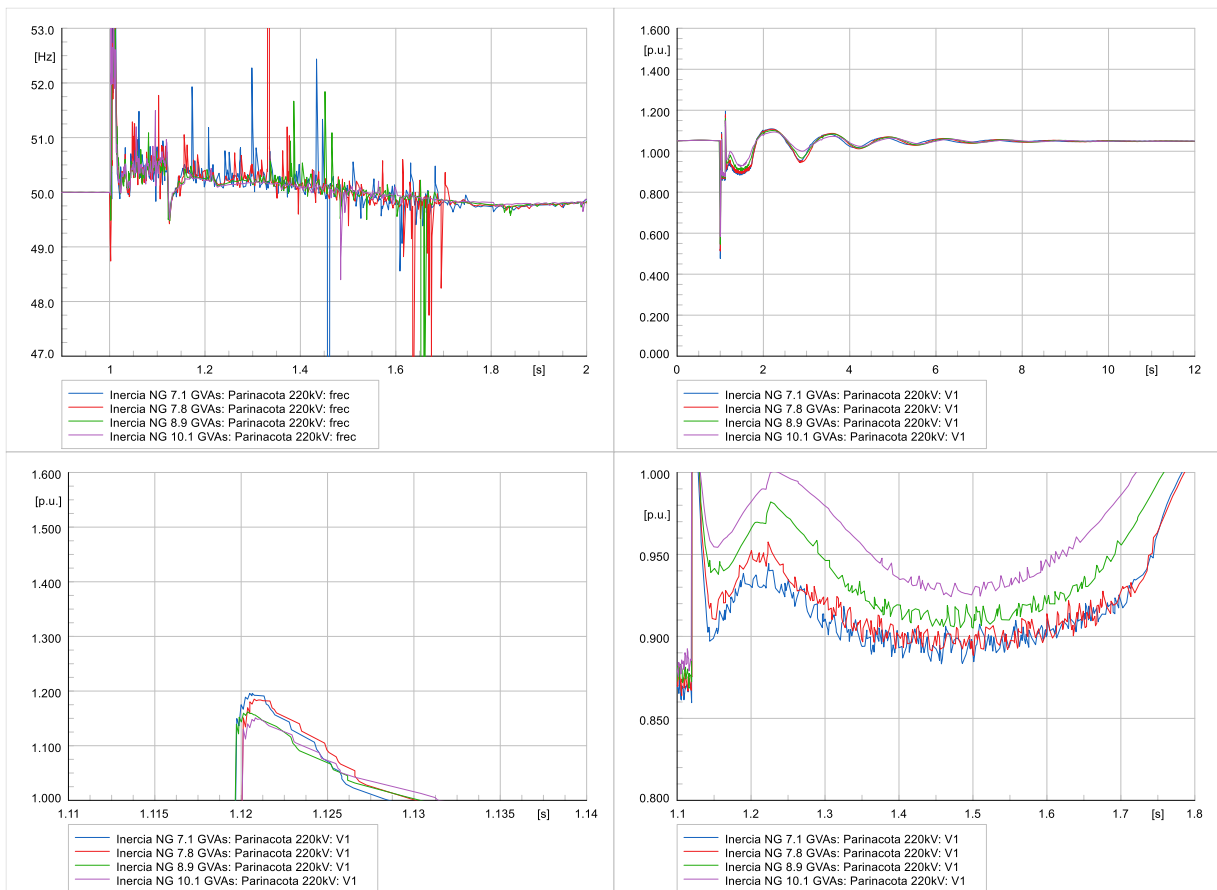 53.0
[Hz]
52.0
51.0
50.0
49.0
48.0
47.0
1
1.2
1.4
1.6
1.8
[s]
2
Inercia NG 7.1 GVAs: Parinacota 220kV: frec
Inercia NG 7.8 GVAs: Parinacota 220kV: frec
Inercia NG 8.9 GVAs: Parinacota 220kV: frec
Inercia NG 10.1 GVAs: Parinacota 220kV: frec
1.600
[p.u.]
1.400
1.200
1.000
0.800
0.600
0.400
0.200
0.000
0
2
4
6
8
10
[s]
12
Inercia NG 7.1 GVAs: Parinacota 220kV: V1
Inercia NG 7.8 GVAs: Parinacota 220kV: V1
Inercia NG 8.9 GVAs: Parinacota 220kV: V1
Inercia NG 10.1 GVAs: Parinacota 220kV: V1
1.600
[p.u.]
1.500
1.400
1.300
1.200
1.100
1.000
1.11
1.115
1.12
1.125
1.13
1.135
[s]
1.14
Inercia NG 7.1 GVAs: Parinacota 220kV: V1
Inercia NG 7.8 GVAs: Parinacota 220kV: V1
Inercia NG 8.9 GVAs: Parinacota 220kV: V1
Inercia NG 10.1 GVAs: Parinacota 220kV: V1
1.000
[p.u.]
0.950
0.900
0.850
0.800
1.1
1.2
1.3
1.4
1.5
1.6
1.7
[s]
1.8
Inercia NG 7.1 GVAs: Parinacota 220kV: V1
Inercia NG 7.8 GVAs: Parinacota 220kV: V1
Inercia NG 8.9 GVAs: Parinacota 220kV: V1
Inercia NG 10.1 GVAs: Parinacota 220kV: V1